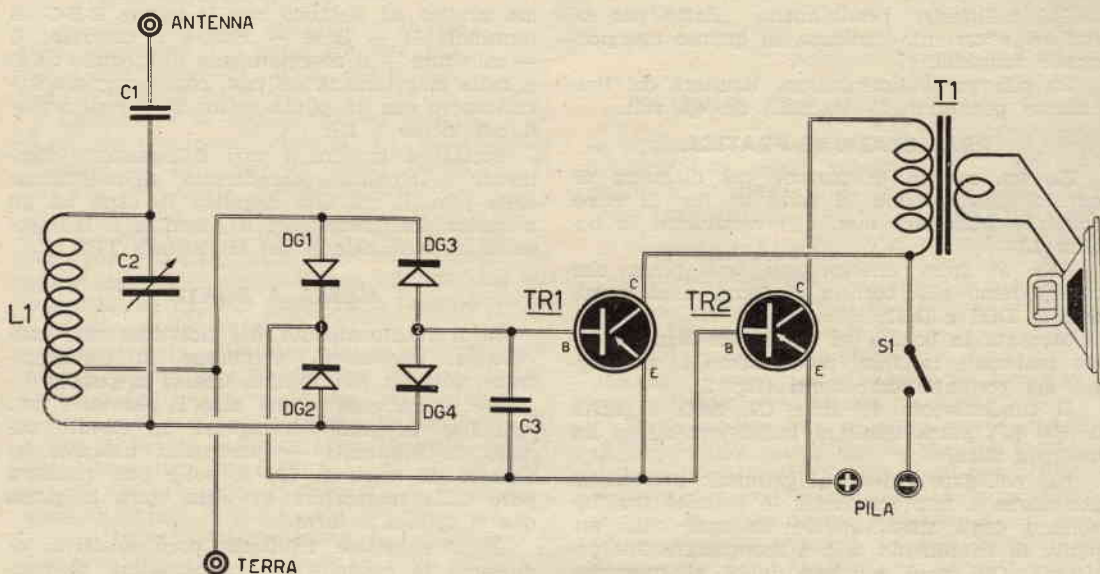 ANTENNA
C1
T1
C2
L1
DG1
DG3
1
2
DG2
DG4
TR1
C
B
E
TR2
C
B
E
C3
S1
+
-
PILA
TERRA